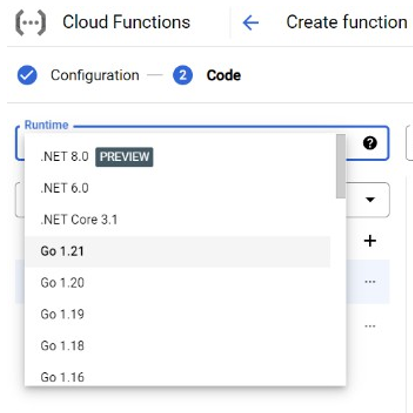 Cloud Functions
Create function
Configuration
2 Code
Runtime
.NET 8.0 PREVIEW
.NET 6.0
.NET Core 3.1
Go 1.21
Go 1.20
Go 1.19
Go 1.18
Go 1.16